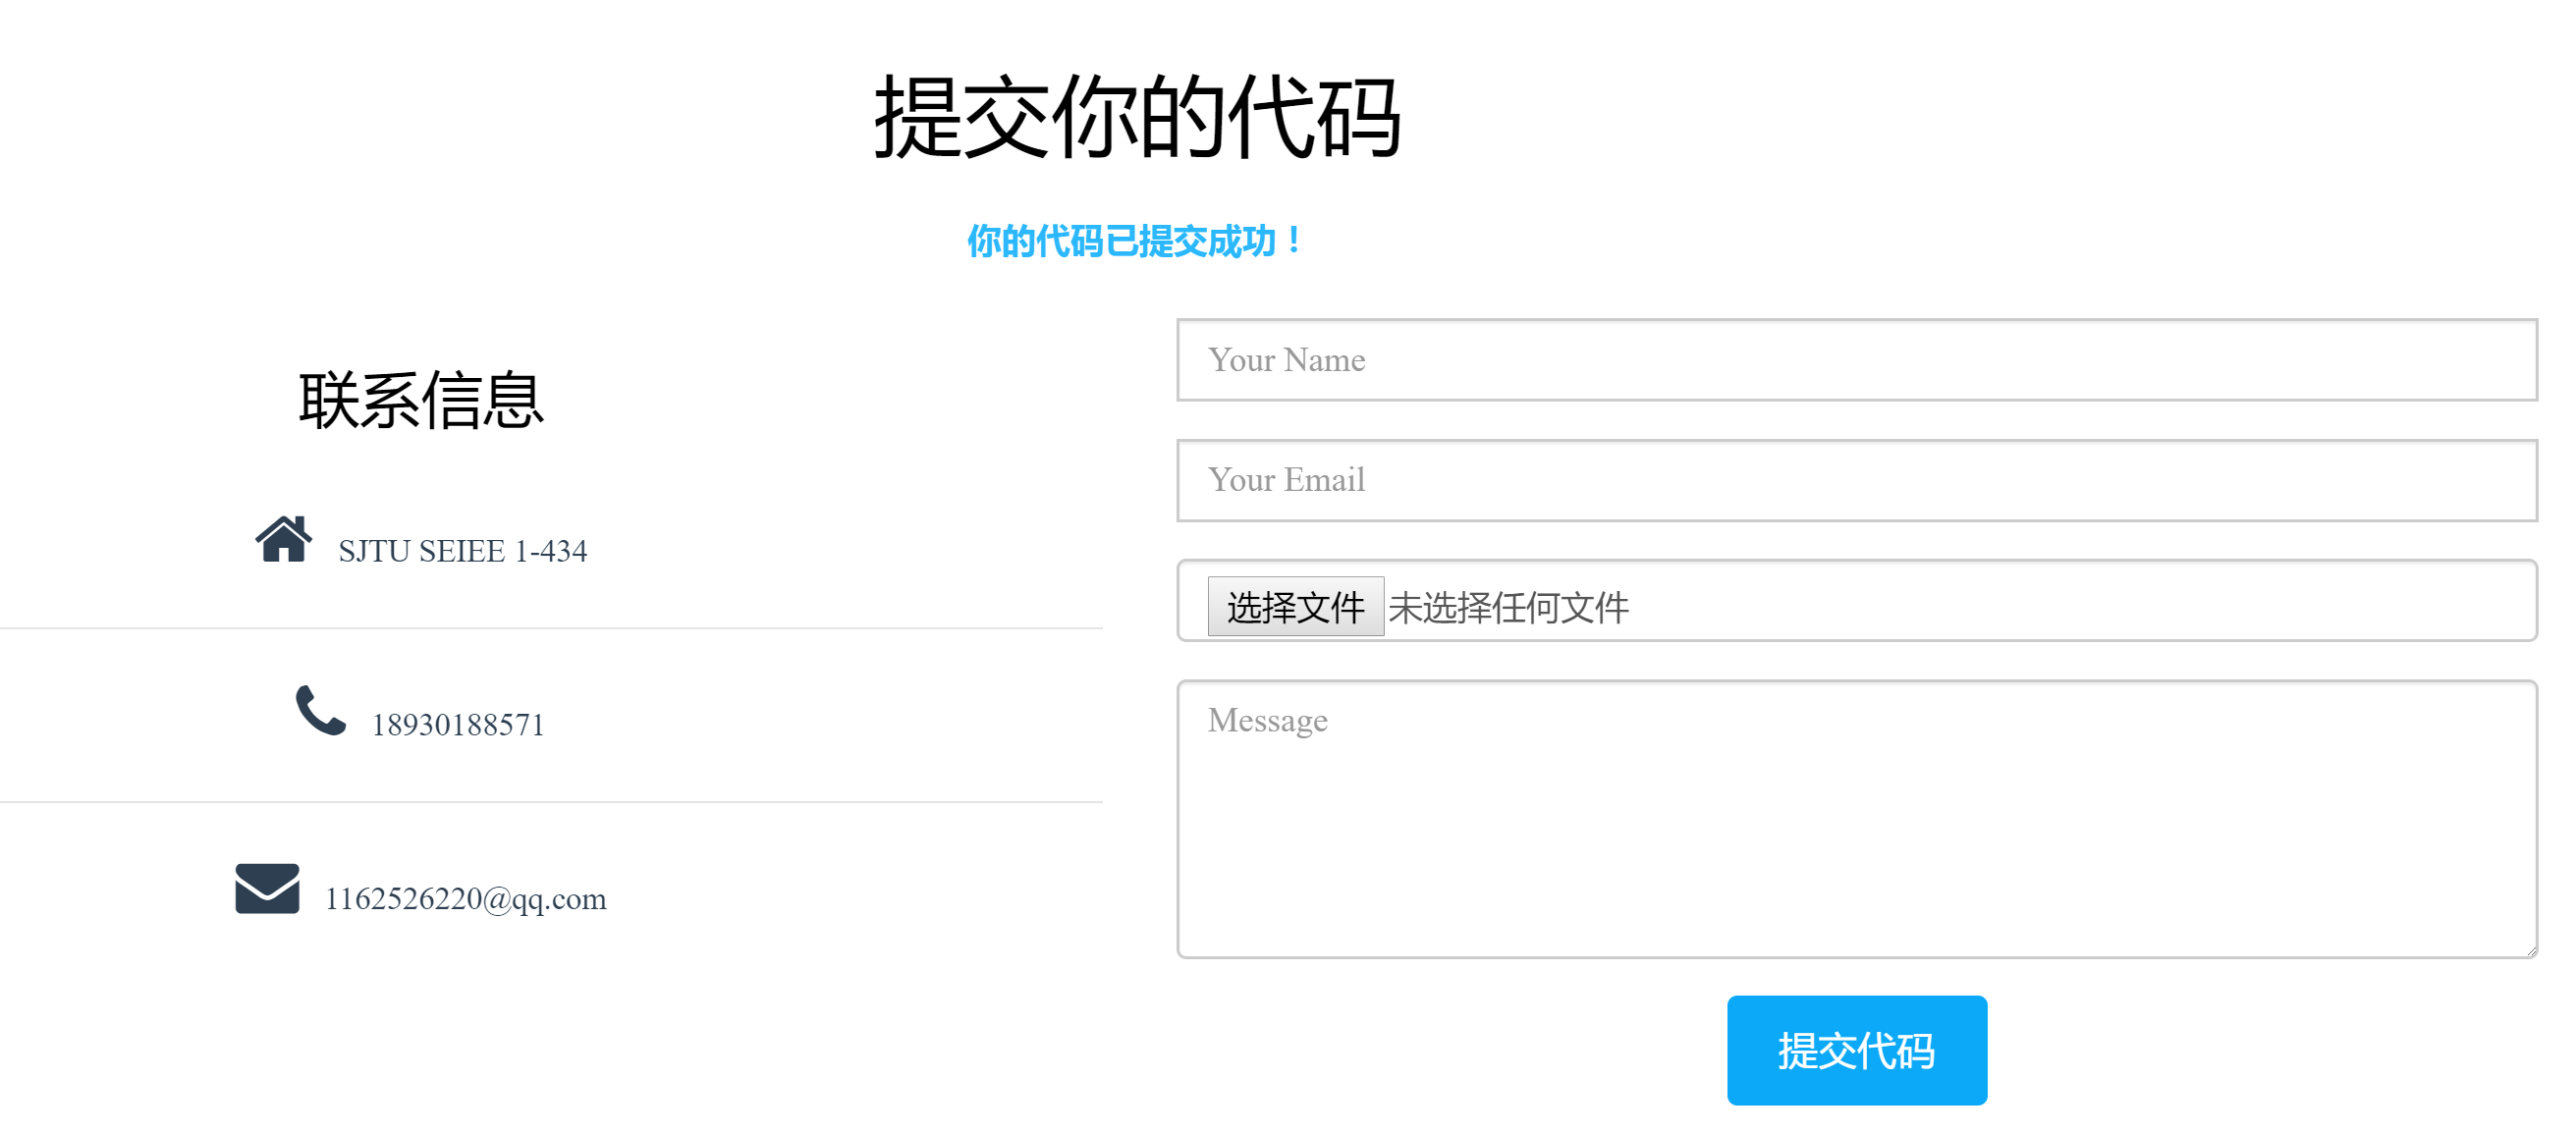 提交你的代码
你的代码已提交成功！
联系信息
SJTU SEIEE 1-434
18930188571
1162526220@qq.com
Your Name
Your Email
选择文件 未选择任何文件
Message
提交代码